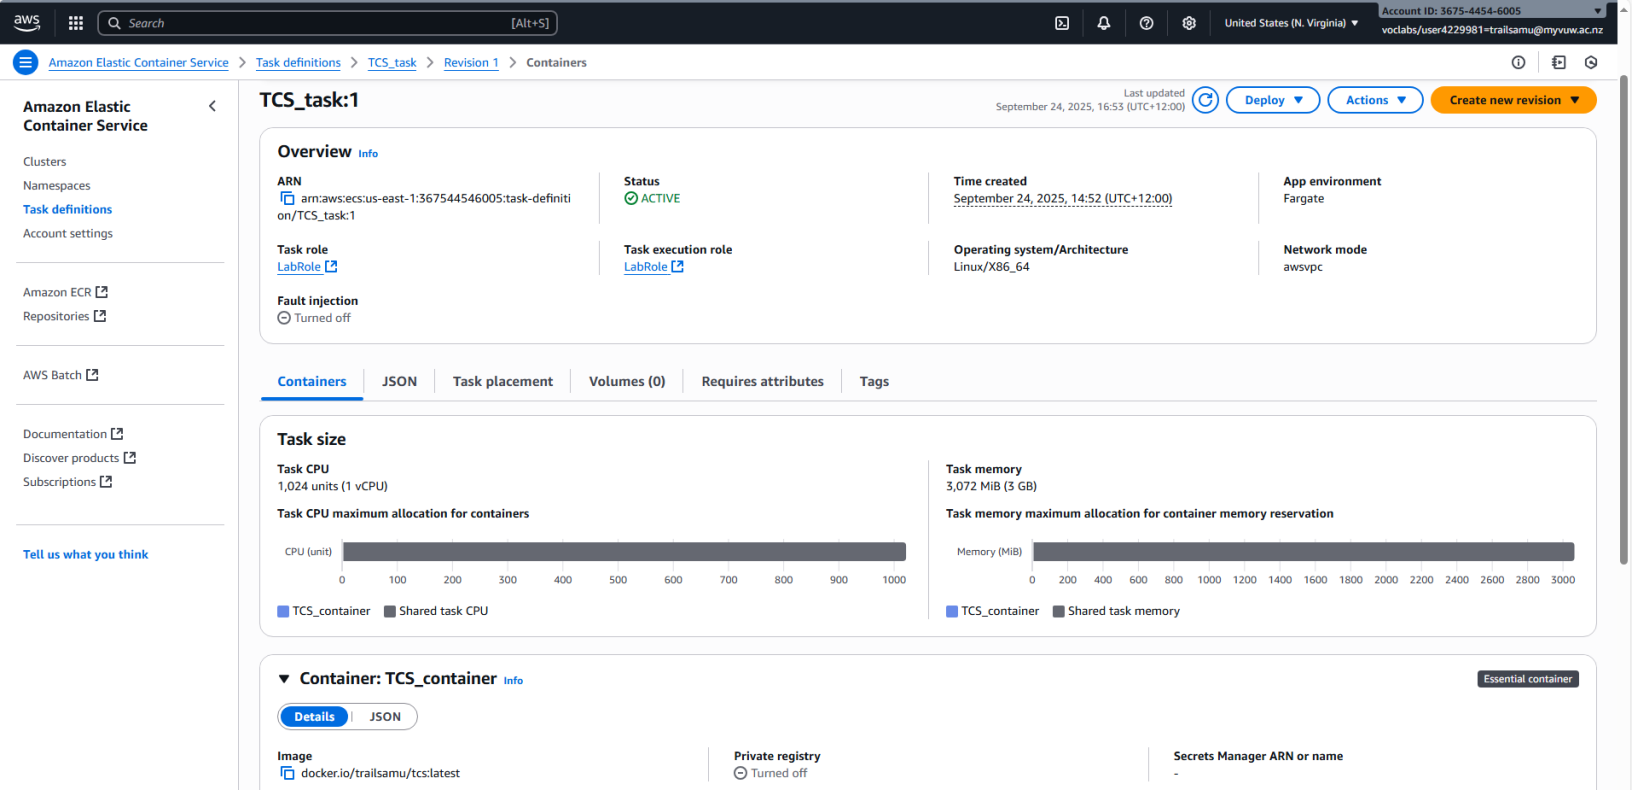 aws
Search
[Alt+S]
United States (N. Virginia)
Account ID: 3675-4454-6005
voclabs/user4229981=trailsamu@myvuw.ac.nz
Amazon Elastic Container Service
Task definitions
TCS_task
Revision 1
Containers
Amazon Elastic
Container Service
Clusters
Namespaces
Task definitions
Account settings
Amazon ECR
Repositories
AWS Batch
Documentation
Discover products
Subscriptions
Tell us what you think
TCS_task:1
Last updated
September 24, 2025, 16:53 (UTC+12:00)
Deploy
Actions
Create new revision
Overview Info
ARN
arn:aws:ecs:us-east-1:367544546005:task-definiti
on/TCS_task:1
Status
ACTIVE
Time created
September 24, 2025, 14:52 (UTC+12:00)
App environment
Fargate
Task role
LabRole
Task execution role
LabRole
Operating system/Architecture
Linux/X86_64
Network mode
awsvpc
Fault injection
Turned off
Containers
JSON
Task placement
Volumes (0)
Requires attributes
Tags
Task size
Task CPU
1,024 units (1 vCPU)
Task CPU maximum allocation for containers
CPU (unit)
0 100 200 300 400 500 600 700 800 900 1000
TCS_container Shared task CPU
Task memory
3,072 MiB (3 GB)
Task memory maximum allocation for container memory reservation
Memory (MiB)
0 200 400 600 800 1000 1200 1400 1600 1800 2000 2200 2400 2600 2800 3000
TCS_container Shared task memory
Container: TCS_container Info
Essential container
Details
JSON
Image
docker.io/trailsamu/tcs:latest
Private registry
Turned off
Secrets Manager ARN or name
-